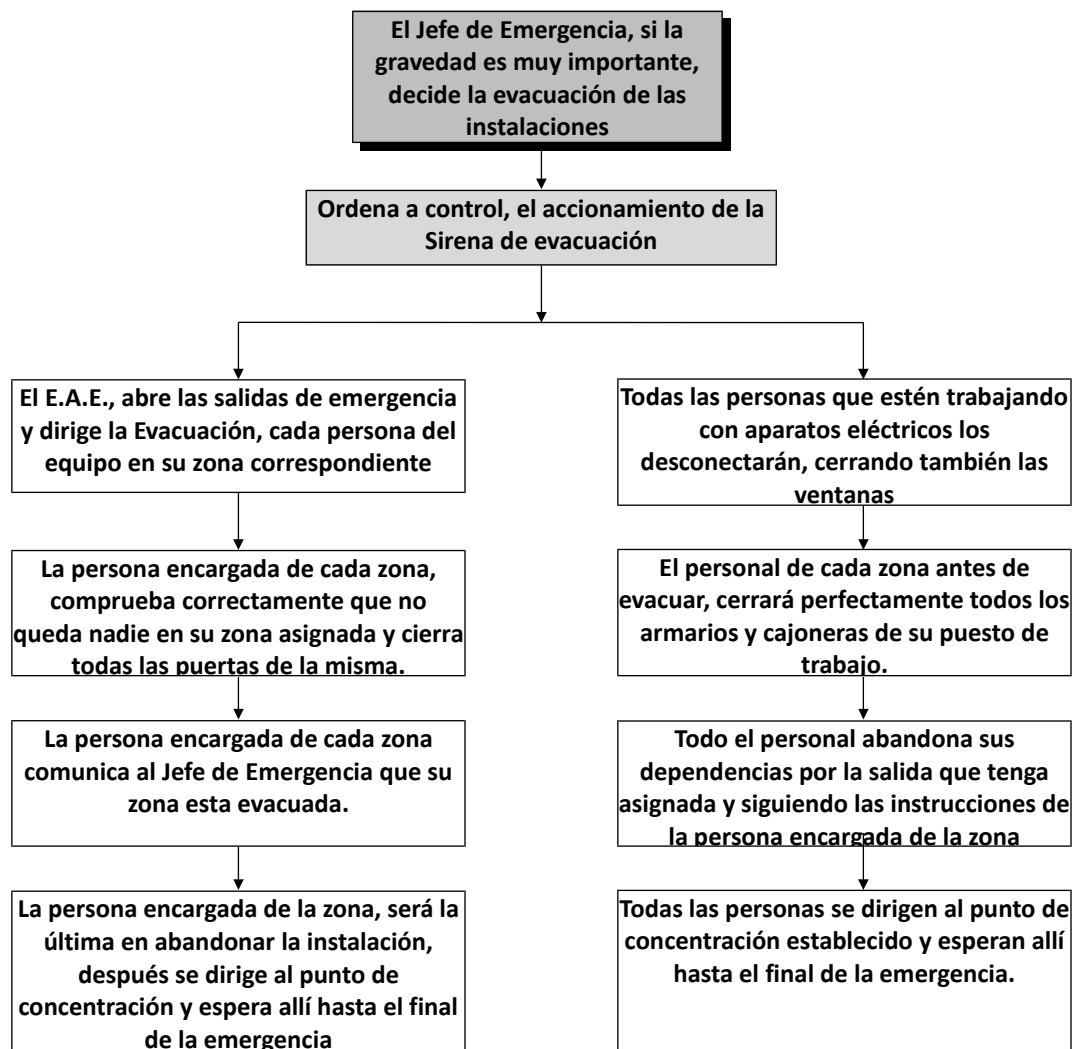 El Jefe de Emergencia, si la
gravedad es muy importante,
decide la evacuación de las
instalaciones
Ordena a control, el accionamiento de la
Sirena de evacuación
El E.A.E., abre las salidas de emergencia
y dirige la Evacuación, cada persona del
equipo en su zona correspondiente
La persona encargada de cada zona,
comprueba correctamente que no
queda nadie en su zona asignada y cierra
todas las puertas de la misma.
La persona encargada de cada zona
comunica al Jefe de Emergencia que su
zona esta evacuada.
La persona encargada de la zona, será la
última en abandonar la instalación,
después se dirige al punto de
concentración y espera allí hasta el final
de la emergencia
Todas las personas que estén trabajando
con aparatos eléctricos los
desconectarán, cerrando también las
ventanas
El personal de cada zona antes de
evacuar, cerrará perfectamente todos los
armarios y cajoneras de su puesto de
trabajo.
Todo el personal abandona sus
dependencias por la salida que tenga
asignada y siguiendo las instrucciones de
la persona encargada de la zona
Todas las personas se dirigen al punto de
concentración establecido y esperan allí
hasta el final de la emergencia.